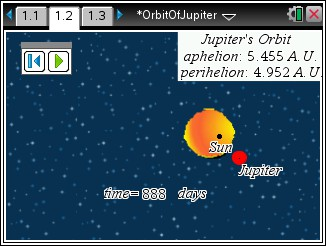 1.1 1.2 1.3 *OrbitOfJupiter
Jupiter's Orbit
aphelion: 5.455 A.U.
perihelion: 4.952 A.U
Sun
Jupiter
time= 888 days